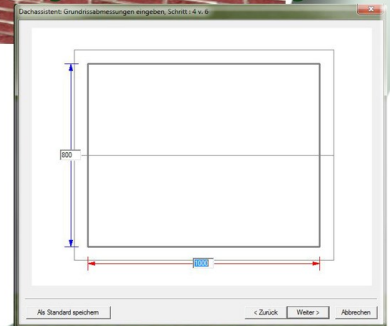 Dachassistent: Grundrissabmessungen eingeben, Schritt : 4 v. 6
800
1000
Als Standard speichern
< Zurück
Weiter >
Abbrechen